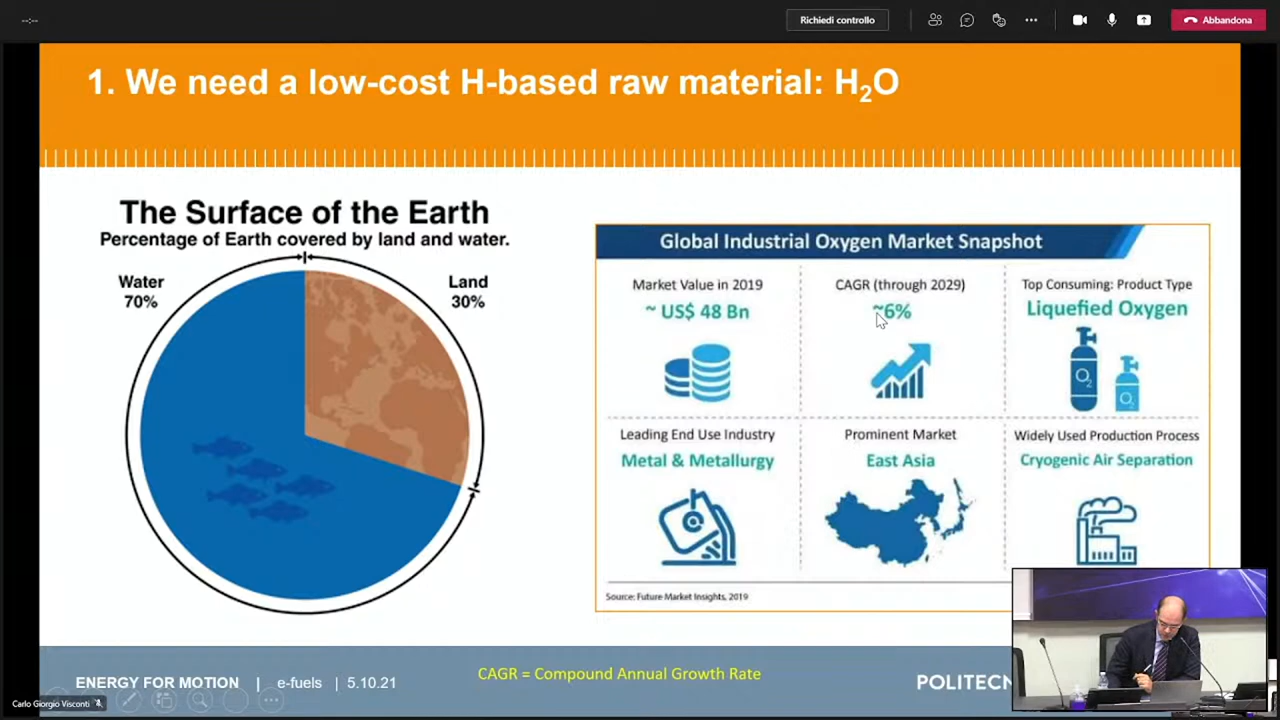 --:--
Richiedi controllo
Abbandona
1. We need a low-cost H-based raw material: H₂O
The Surface of the Earth
Percentage of Earth covered by land and water.
Water
70%
Land
30%
Global Industrial Oxygen Market Snapshot
Market Value in 2019
~ US$ 48 Bn
CAGR (through 2029)
~6%
Top Consuming: Product Type
Liquefied Oxygen
O₂
O₂
Leading End Use Industry
Metal & Metallurgy
Prominent Market
East Asia
Widely Used Production Process
Cryogenic Air Separation
Source: Future Market Insights, 2019
CAGR = Compound Annual Growth Rate
ENERGY FOR MOTION | e-fuels | 5.10.21
POLITECN
Carlo Giorgio Visconti